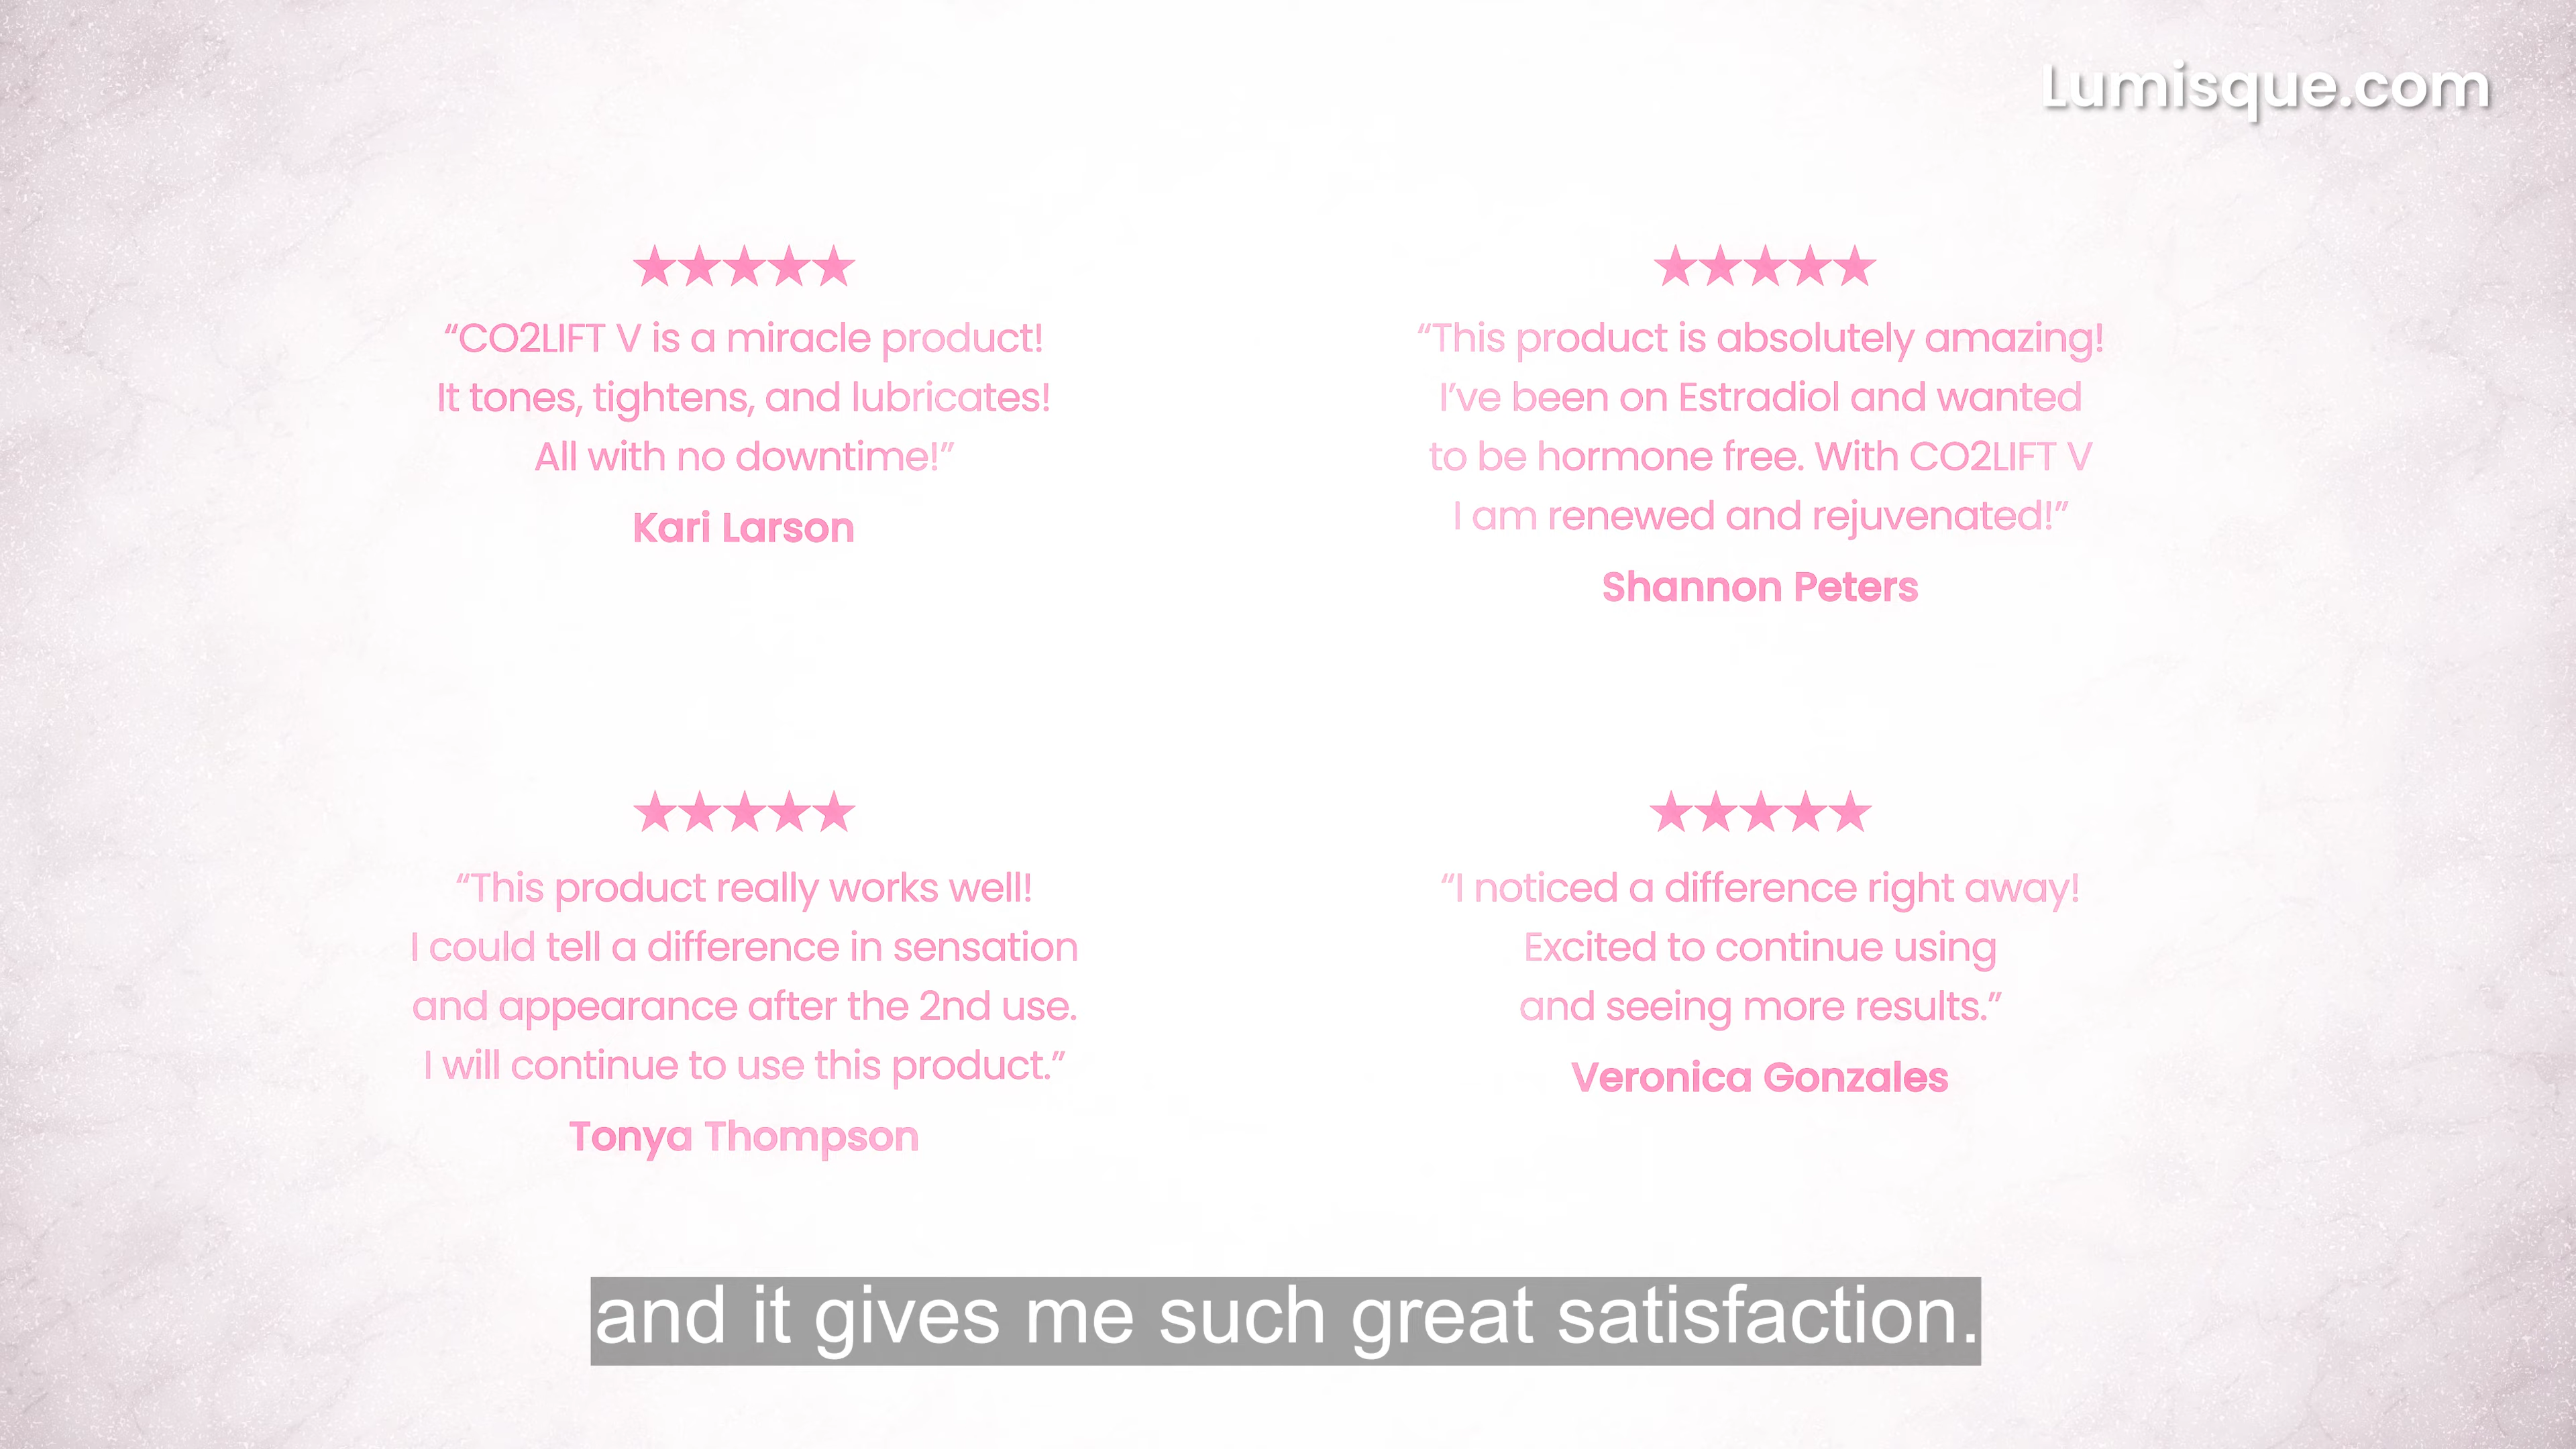 Lumisque.com
★★★★★
“CO2LIFT V is a miracle product!
It tones, tightens, and lubricates!
All with no downtime!”
Kari Larson
★★★★★
“This product is absolutely amazing!
I’ve been on Estradiol and wanted
to be hormone free. With CO2LIFT V
I am renewed and rejuvenated!”
Shannon Peters
★★★★★
“This product really works well!
I could tell a difference in sensation
and appearance after the 2nd use.
I will continue to use this product.”
Tonya Thompson
★★★★★
“I noticed a difference right away!
Excited to continue using
and seeing more results.”
Veronica Gonzales
and it gives me such great satisfaction.